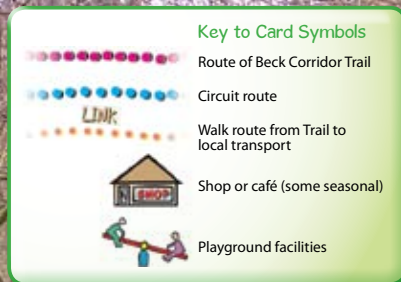 Key to Card Symbols
Route of Beck Corridor Trail
Circuit route
LINK
Walk route from Trail to
local transport
SHOP
Shop or café (some seasonal)
Playground facilities